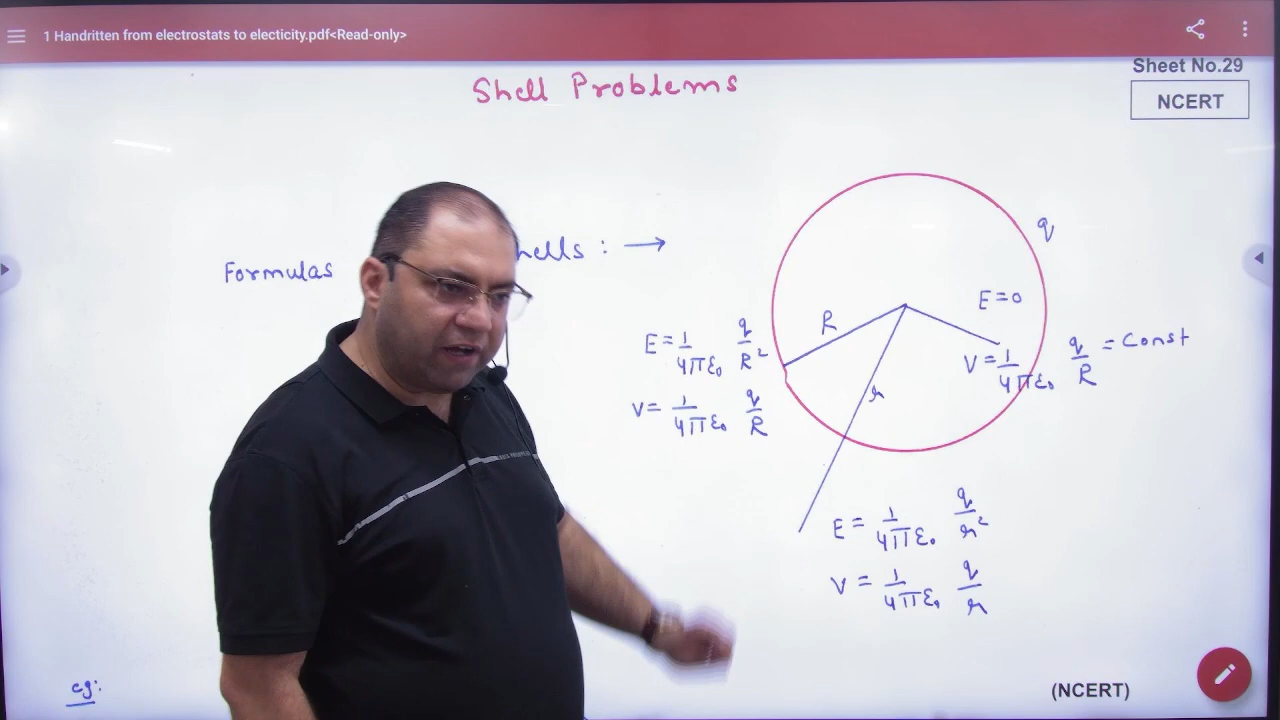 1 Handritten from electrostats to electicity.pdf<Read-only>
Sheet No.29
NCERT
Shell Problems
Formulas hells : →
q
E = 0
R
E = 1/4πε₀ q/R²
V = 1/4πε₀ q/R = Const
V = 1/4πε₀ q/R
r
E = 1/4πε₀ q/r²
V = 1/4πε₀ q/r
eg:
(NCERT)